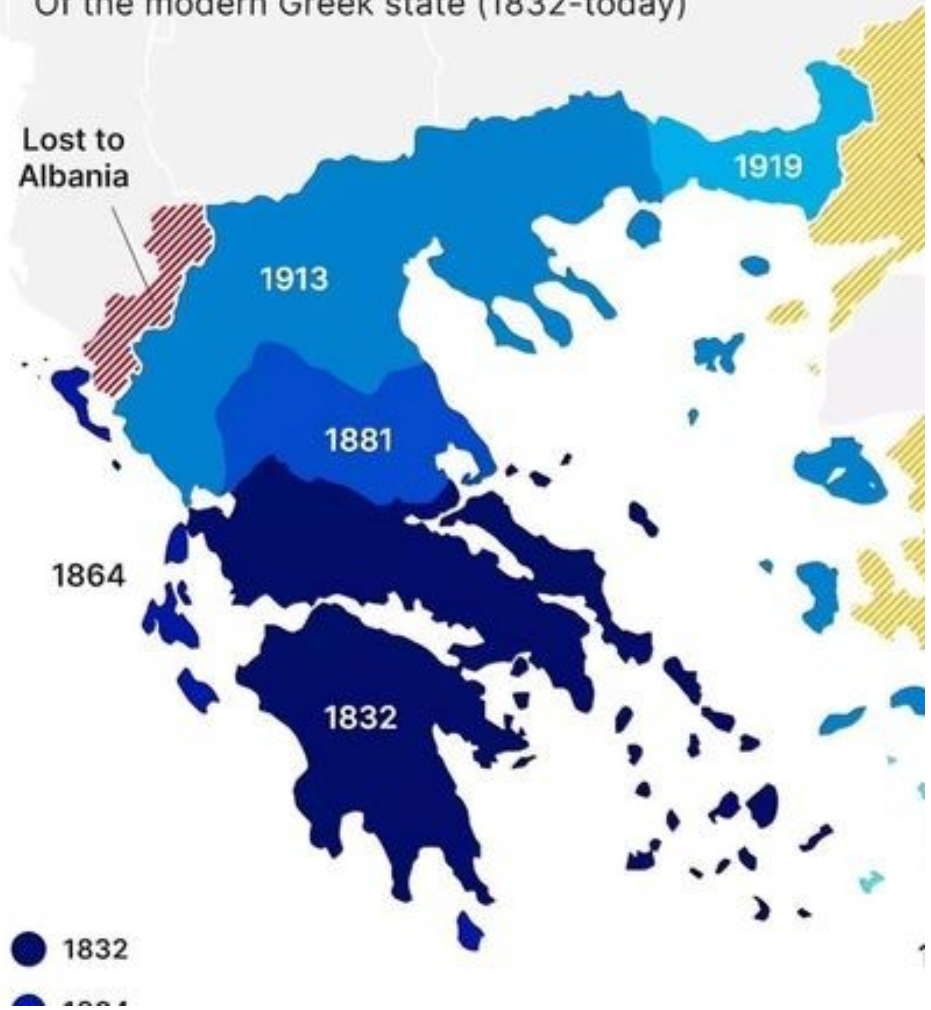 Of the modern Greek state (1832-today)
Lost to
Albania
1919
1913
1881
1864
1832
1832